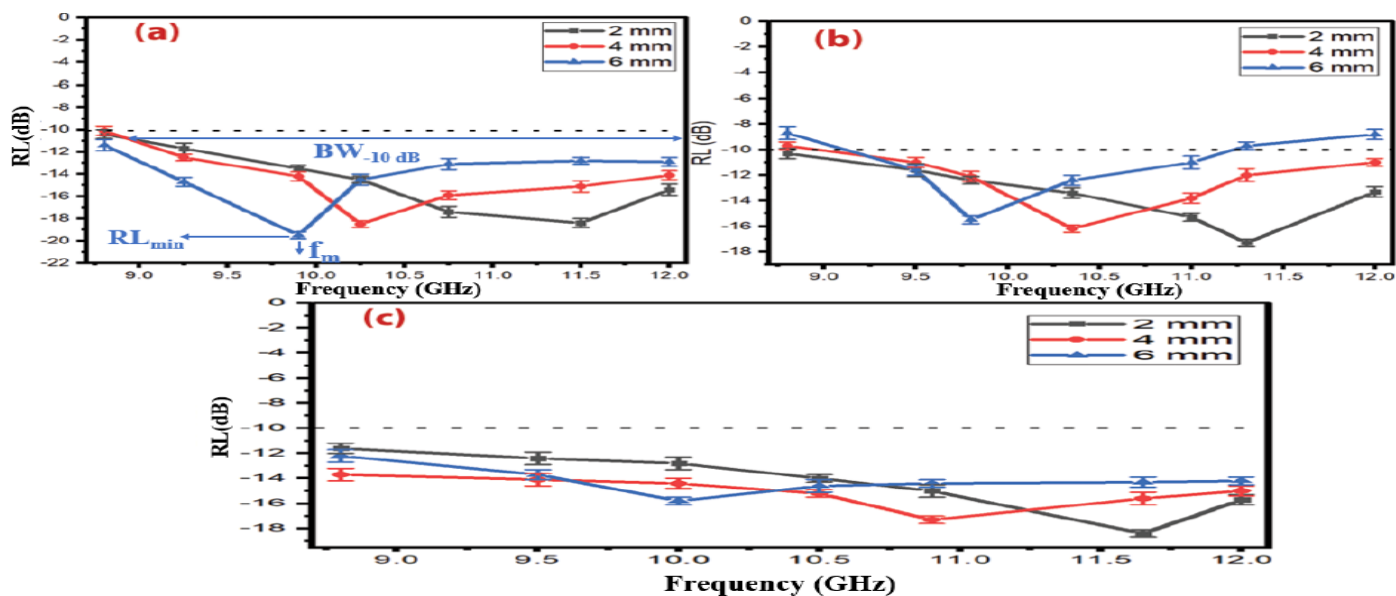 (a)
2 mm
4 mm
6 mm
0
-2
-4
-6
-8
-10
-12
-14
-16
-18
-20
-22
RL(dB)
BW-10 dB
RLmin
fm
9.0 9.5 10.0 10.5 11.0 11.5 12.0
Frequency (GHz)
(b)
2 mm
4 mm
6 mm
0
-2
-4
-6
-8
-10
-12
-14
-16
-18
RL (dB)
9.0 9.5 10.0 10.5 11.0 11.5 12.0
Frequency (GHz)
(c)
2 mm
4 mm
6 mm
0
-2
-4
-6
-8
-10
-12
-14
-16
-18
RL(dB)
9.0 9.5 10.0 10.5 11.0 11.5 12.0
Frequency (GHz)